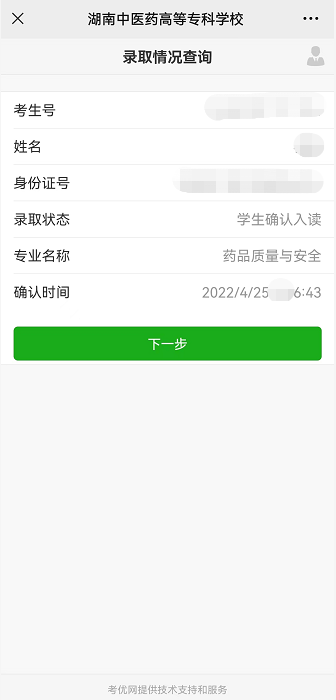 湖南中医药高等专科学校
录取情况查询
考生号
姓名
身份证号
录取状态 学生确认入读
专业名称 药品质量与安全
确认时间 2022/4/25 6:43
下一步
考优网提供技术支持和服务